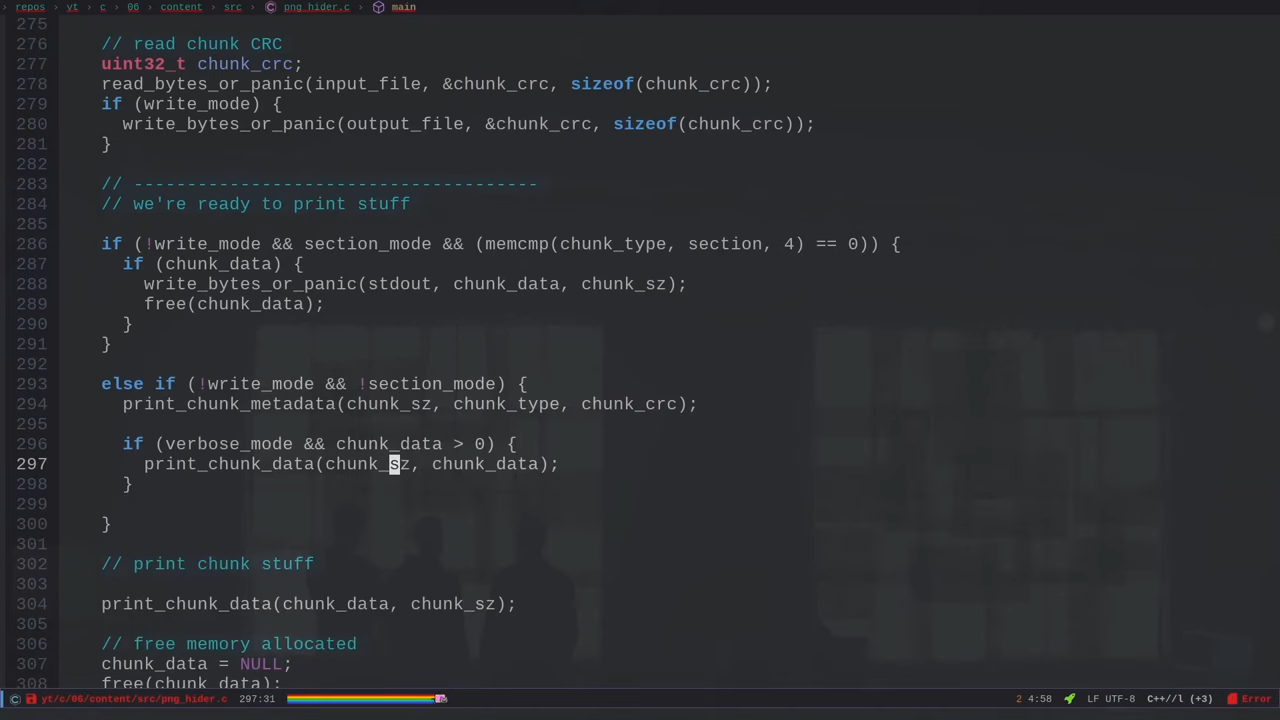 › repos › yt › c › 06 › content › src › png_hider.c › main
275
276 // read chunk CRC
277 uint32_t chunk_crc;
278 read_bytes_or_panic(input_file, &chunk_crc, sizeof(chunk_crc));
279 if (write_mode) {
280 write_bytes_or_panic(output_file, &chunk_crc, sizeof(chunk_crc));
281 }
282
283 // --------------------------------------
284 // we're ready to print stuff
285
286 if (!write_mode && section_mode && (memcmp(chunk_type, section, 4) == 0)) {
287 if (chunk_data) {
288 write_bytes_or_panic(stdout, chunk_data, chunk_sz);
289 free(chunk_data);
290 }
291 }
292
293 else if (!write_mode && !section_mode) {
294 print_chunk_metadata(chunk_sz, chunk_type, chunk_crc);
295
296 if (verbose_mode && chunk_data > 0) {
297 print_chunk_data(chunk_sz, chunk_data);
298 }
299
300 }
301
302 // print chunk stuff
303
304 print_chunk_data(chunk_data, chunk_sz);
305
306 // free memory allocated
307 chunk_data = NULL;
308 free(chunk_data);
yt/c/06/content/src/png_hider.c 297:31 2 4:58 LF UTF-8 C++//l (+3) Error